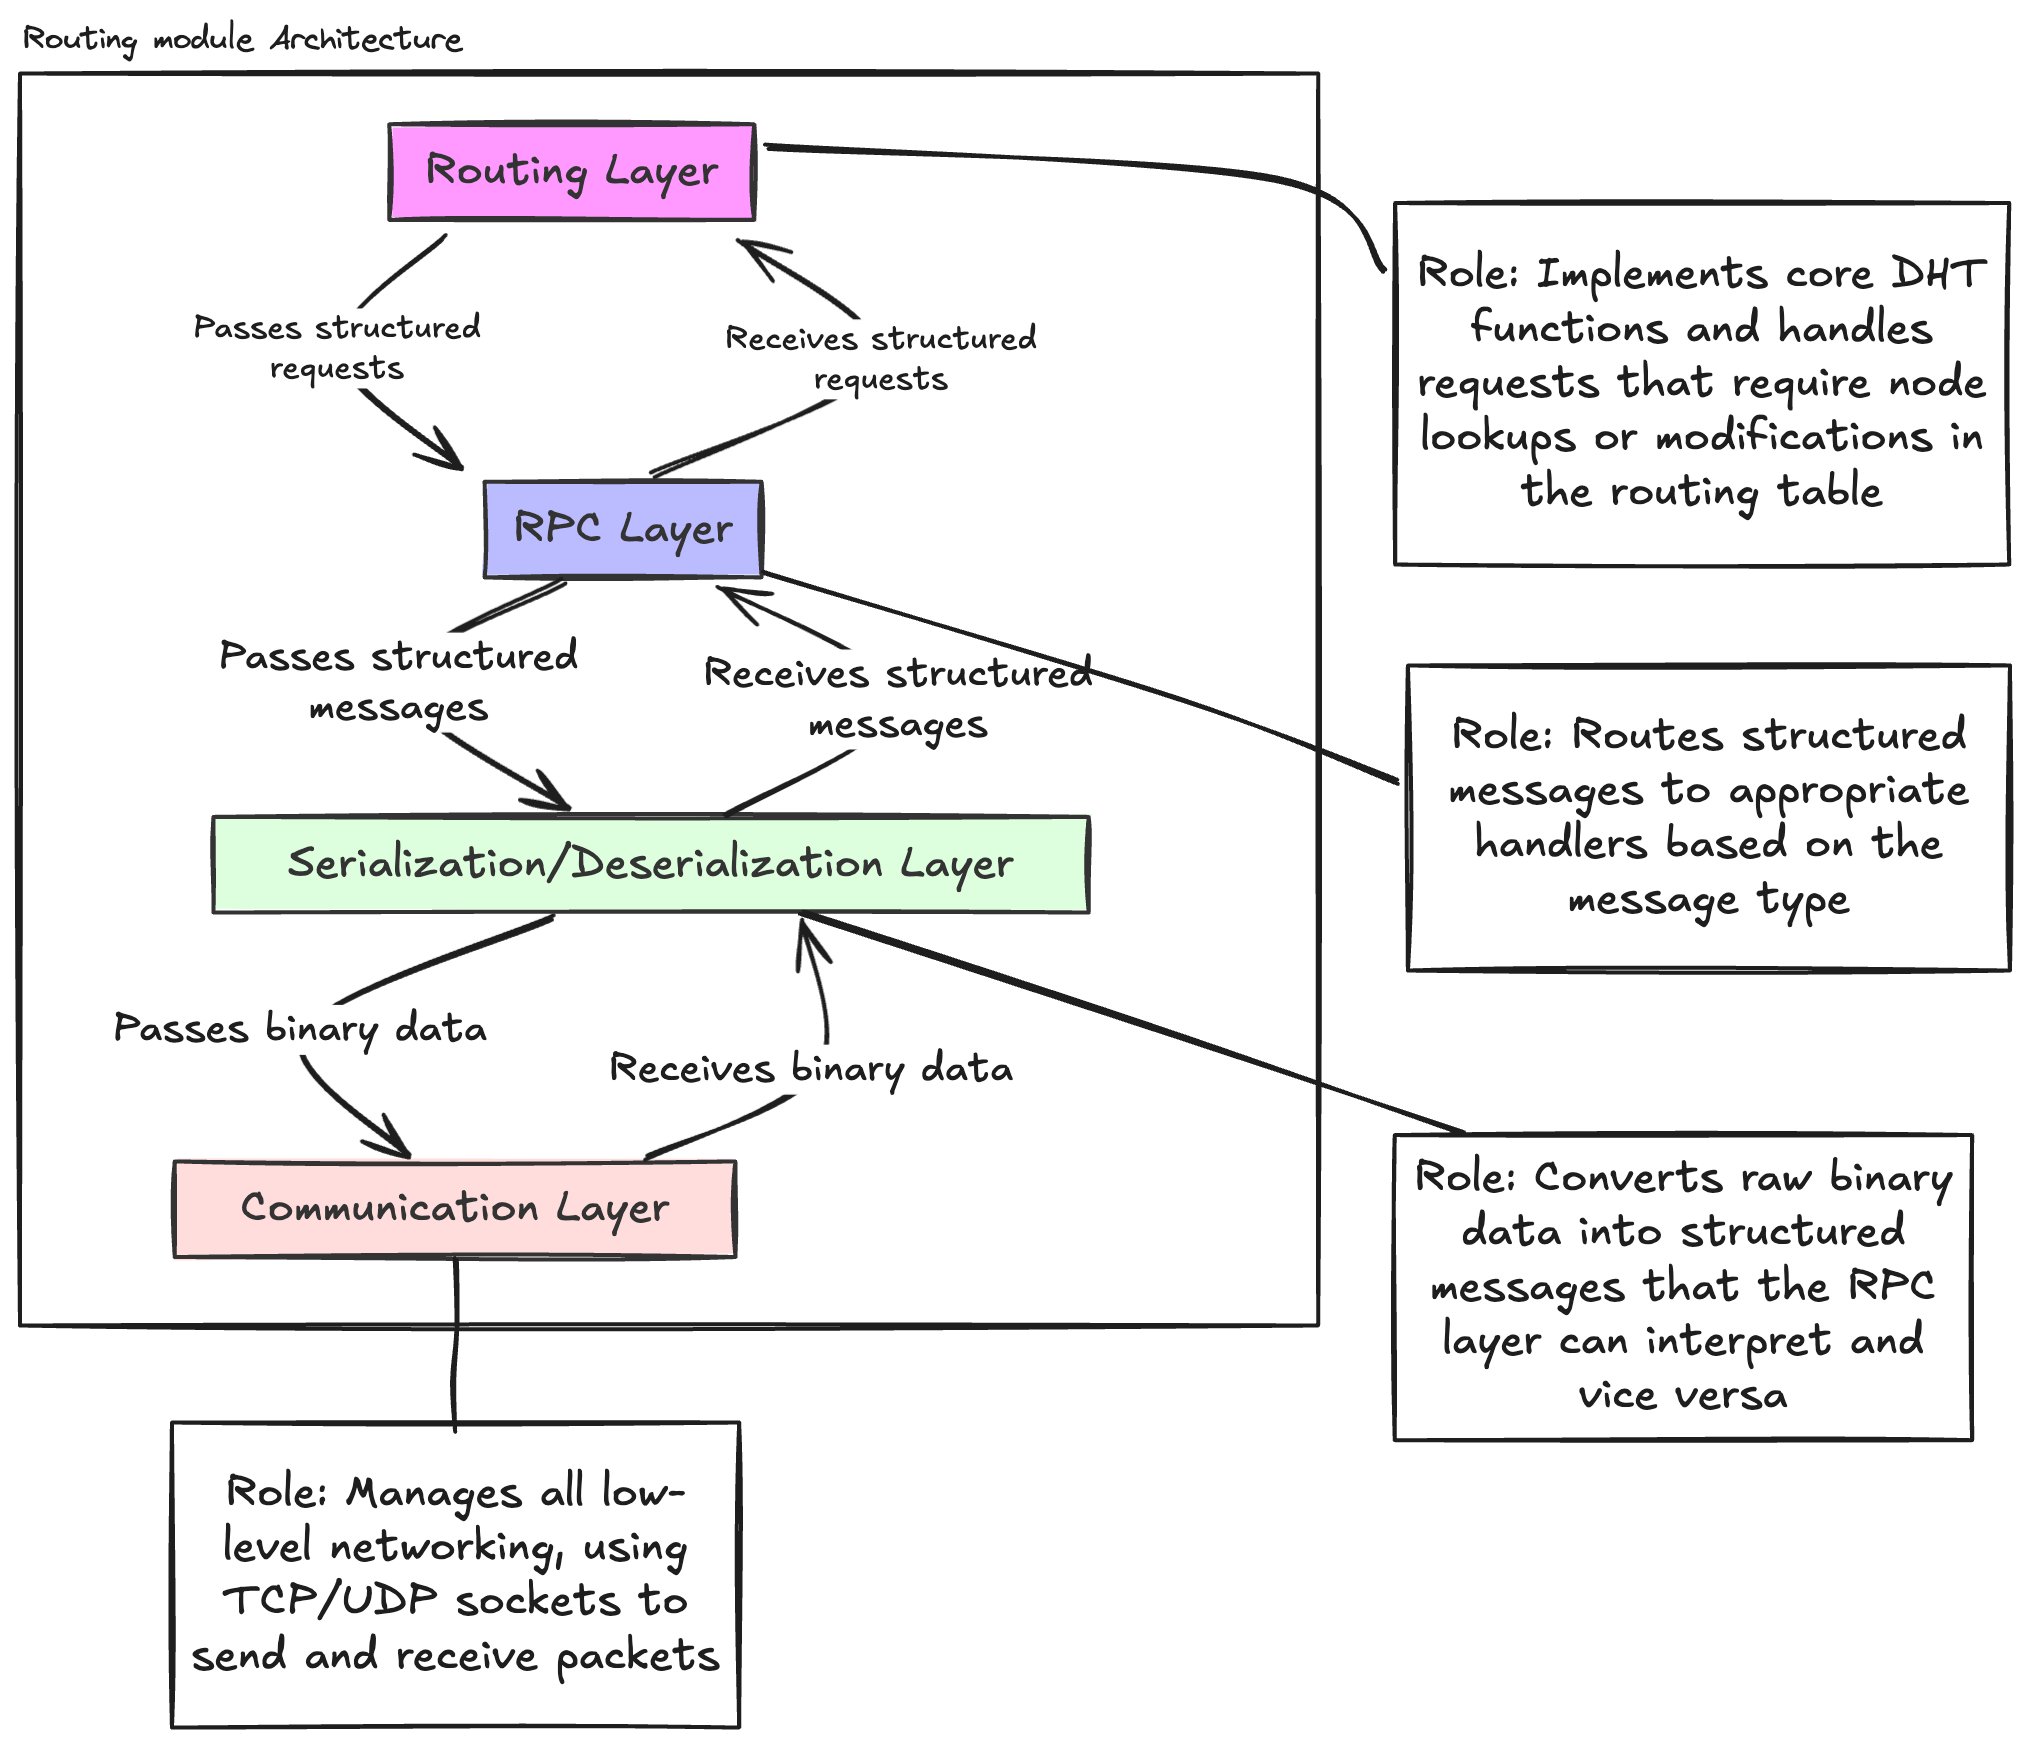 Routing module Architecture
Routing Layer
Passes structured
requests
Receives structured
requests
RPC Layer
Passes structured
messages
Receives structured
messages
Serialization/Deserialization Layer
Passes binary data
Receives binary data
Communication Layer
Role: Implements core DHT
functions and handles
requests that require node
lookups or modifications in
the routing table
Role: Routes structured
messages to appropriate
handlers based on the
message type
Role: Converts raw binary
data into structured
messages that the RPC
layer can interpret and
vice versa
Role: Manages all low-
level networking, using
TCP/UDP sockets to
send and receive packets